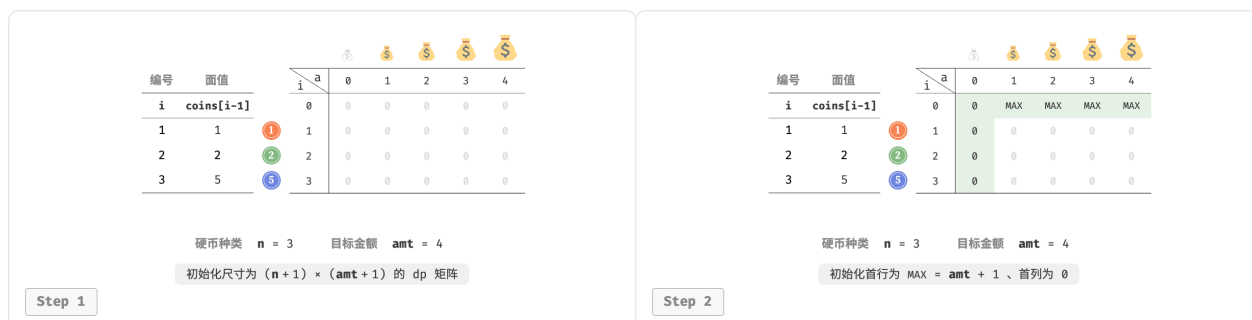 编号 面值
i coins[i-1]
1 1 1
2 2 2
3 5 5
i a 0 1 2 3 4
0 0 0 0 0 0
1 0 0 0 0 0
2 0 0 0 0 0
3 0 0 0 0 0
硬币种类 n = 3 目标金额 amt = 4
初始化尺寸为 (n + 1) × (amt + 1) 的 dp 矩阵
Step 1
编号 面值
i coins[i-1]
1 1 1
2 2 2
3 5 5
i a 0 1 2 3 4
0 0 MAX MAX MAX MAX
1 0 0 0 0 0
2 0 0 0 0 0
3 0 0 0 0 0
硬币种类 n = 3 目标金额 amt = 4
初始化首行为 MAX = amt + 1 、首列为 0
Step 2